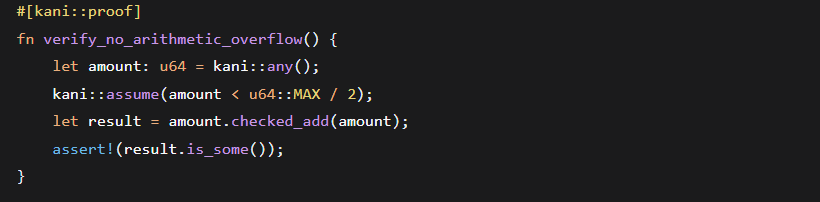 #[kani::proof]
fn verify_no_arithmetic_overflow() {
    let amount: u64 = kani::any();
    kani::assume(amount < u64::MAX / 2);
    let result = amount.checked_add(amount);
    assert!(result.is_some());
}